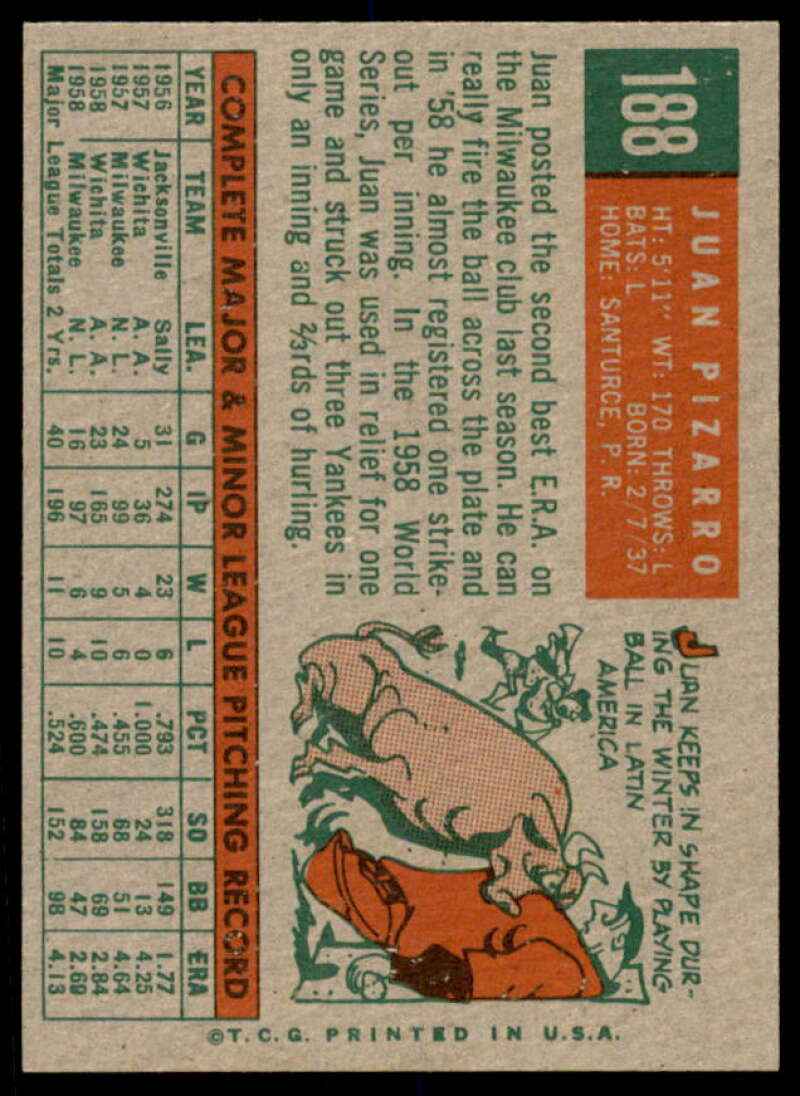 188
JUAN PIZARRO
HT: 5'11" WT: 170 THROWS: L
BATS: L BORN: 2/7/37
HOME: SANTURCE, P. R.
Juan posted the second best E.R.A. on
the Milwaukee club last season. He can
really fire the ball across the plate and
in '58 he almost registered one strike-
out per inning. In the 1958 World
Series, Juan was used in relief for one
game and struck out three Yankees in
only an inning and ⅔rds of hurling.
JUAN KEEPS IN SHAPE DUR-
ING THE WINTER BY PLAYING
BALL IN LATIN
AMERICA
COMPLETE MAJOR & MINOR LEAGUE PITCHING RECORD
YEAR TEAM LEA. G IP W L PCT SO BB ERA
1956 Jacksonville Sally 31 274 23 6 .793 318 149 1.77
1957 Wichita A. A. 5 36 4 0 1.000 24 13 4.25
1957 Milwaukee N. L. 24 99 5 6 .455 68 51 4.64
1958 Wichita A. A. 23 165 9 10 .474 158 69 2.84
1958 Milwaukee N. L. 16 97 6 4 .600 84 47 2.69
Major League Totals 2 Yrs. 40 196 11 10 .524 152 98 4.13
©T.C.G. PRINTED IN U.S.A.